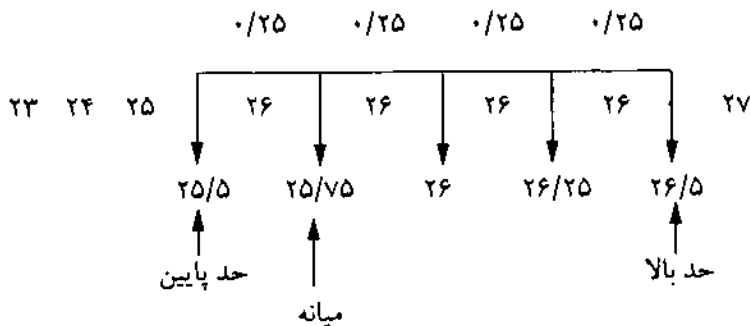 ۰/۲۵ ۰/۲۵ ۰/۲۵ ۰/۲۵
۲۳ ۲۴ ۲۵ ۲۶ ۲۶ ۲۶ ۲۶ ۲۷
۲۵/۵ ۲۵/۷۵ ۲۶ ۲۶/۲۵ ۲۶/۵
حد پایین حد بالا
میانه